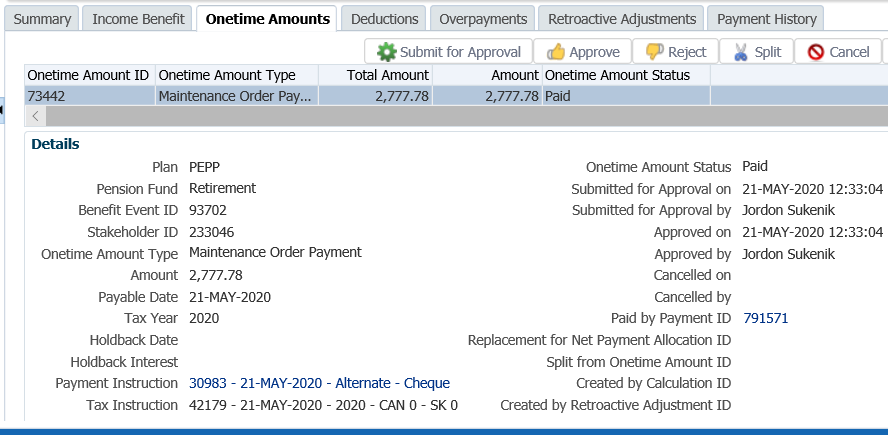 Summary Income Benefit Onetime Amounts Deductions Overpayments Retroactive Adjustments Payment History
Submit for Approval Approve Reject Split Cancel
Onetime Amount ID Onetime Amount Type Total Amount Amount Onetime Amount Status
73442 Maintenance Order Pay... 2,777.78 2,777.78 Paid
Details
Plan PEPP Onetime Amount Status Paid
Pension Fund Retirement Submitted for Approval on 21-MAY-2020 12:33:04
Benefit Event ID 93702 Submitted for Approval by Jordon Sukenik
Stakeholder ID 233046 Approved on 21-MAY-2020 12:33:04
Onetime Amount Type Maintenance Order Payment Approved by Jordon Sukenik
Amount 2,777.78 Cancelled on
Payable Date 21-MAY-2020 Cancelled by
Tax Year 2020 Paid by Payment ID 791571
Holdback Date Replacement for Net Payment Allocation ID
Holdback Interest Split from Onetime Amount ID
Payment Instruction 30983 - 21-MAY-2020 - Alternate - Cheque Created by Calculation ID
Tax Instruction 42179 - 21-MAY-2020 - 2020 - CAN 0 - SK 0 Created by Retroactive Adjustment ID